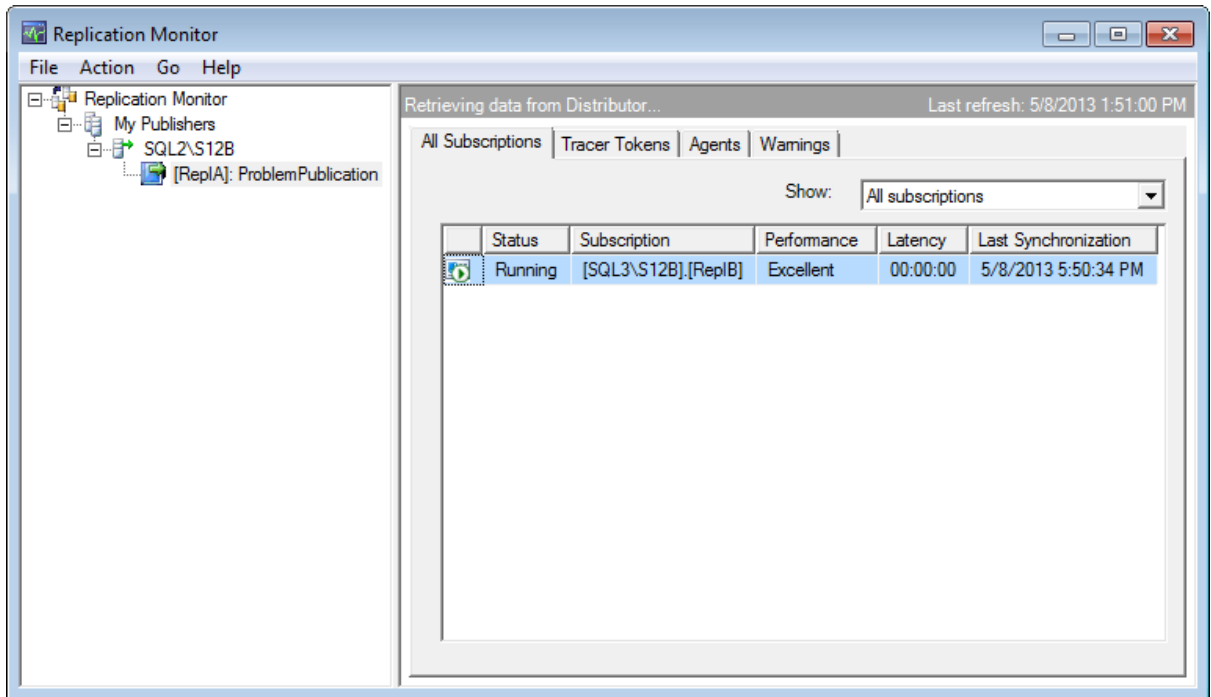 Replication Monitor
File Action Go Help
Replication Monitor
My Publishers
SQL2\S12B
[ReplA]: ProblemPublication
Retrieving data from Distributor... Last refresh: 5/8/2013 1:51:00 PM
All Subscriptions Tracer Tokens Agents Warnings
Show: All subscriptions
Status Subscription Performance Latency Last Synchronization
Running [SQL3\S12B].[ReplB] Excellent 00:00:00 5/8/2013 5:50:34 PM